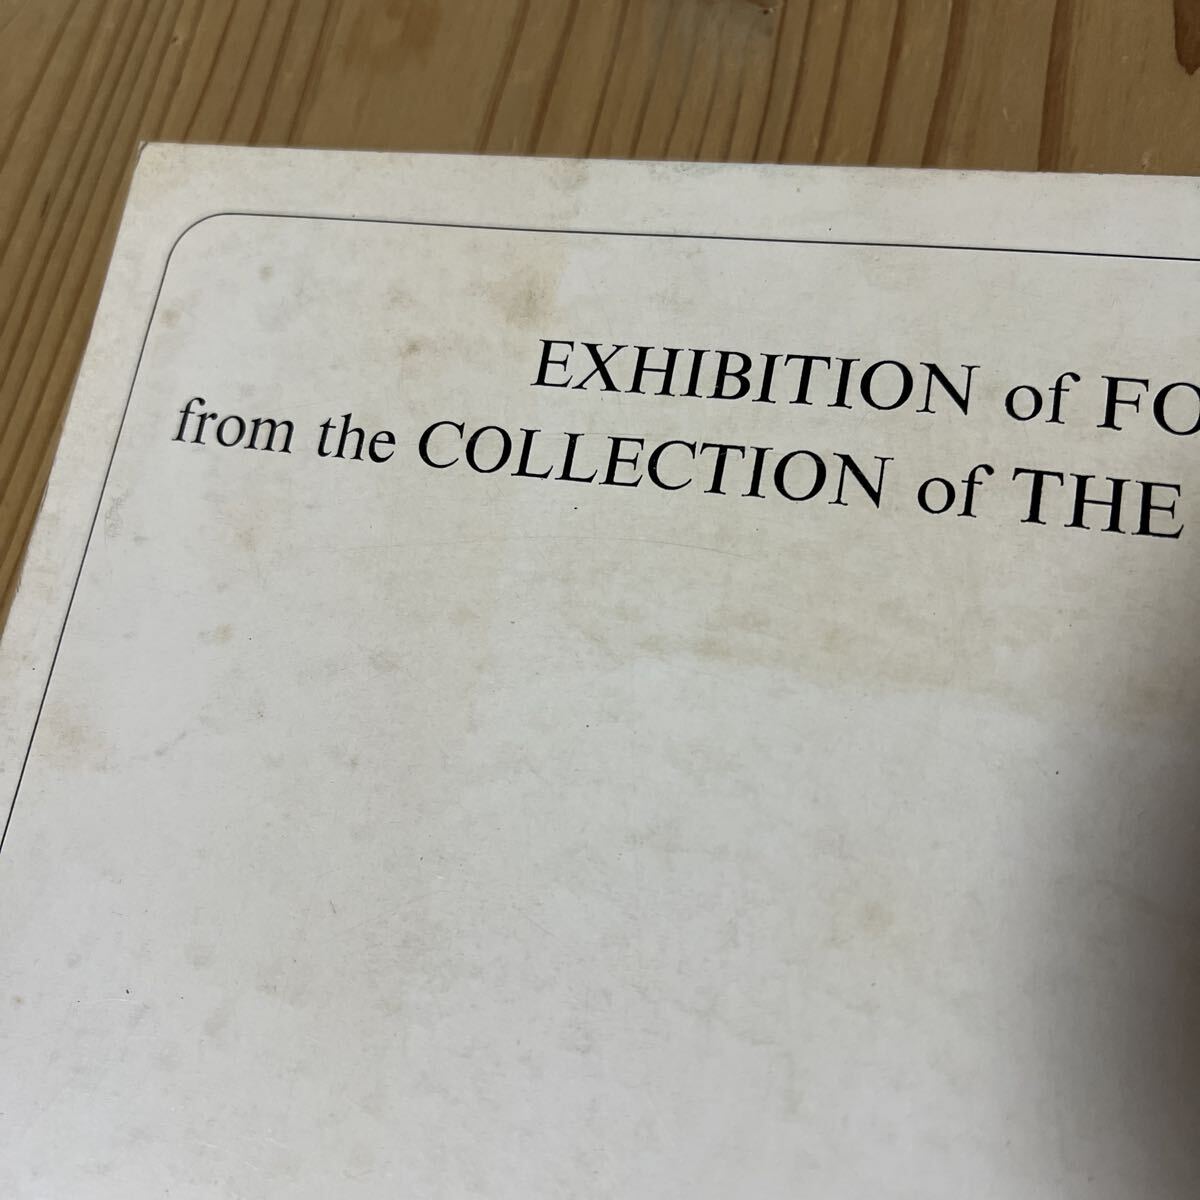 EXHIBITION of FO
from the COLLECTION of THE